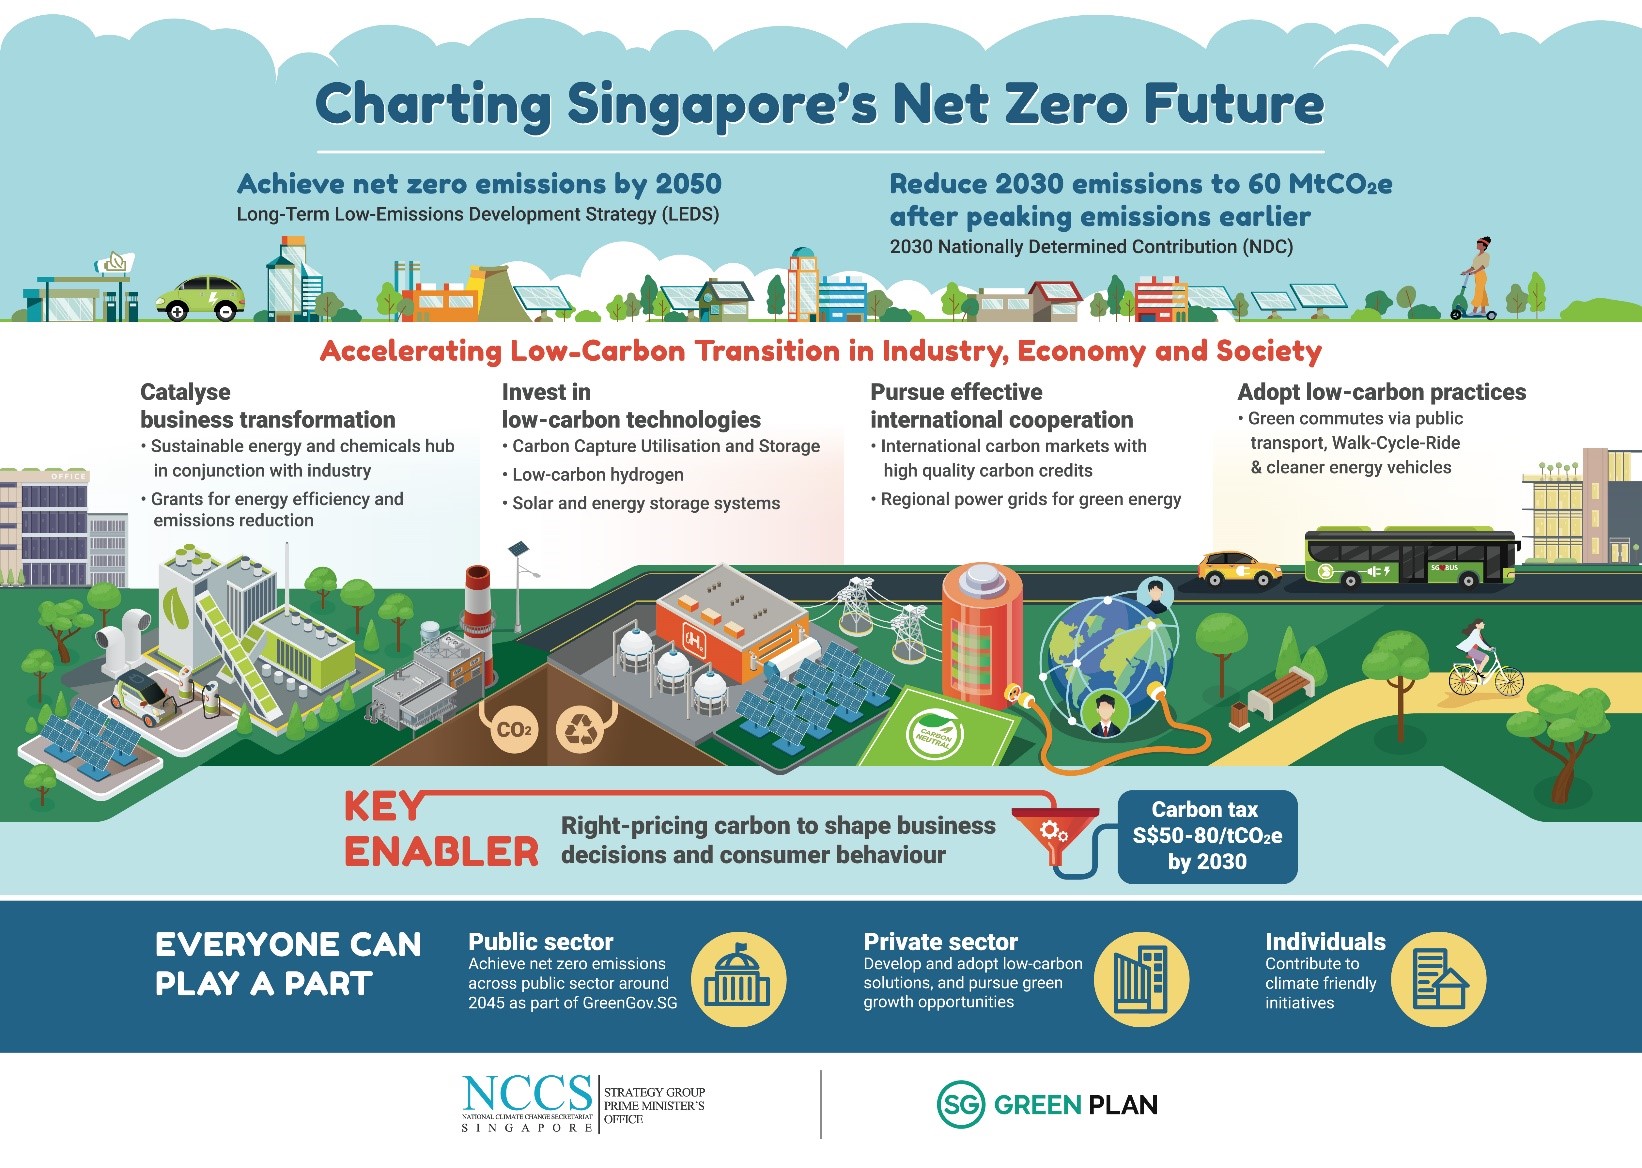 Charting Singapore's Net Zero Future
Achieve net zero emissions by 2050
Long-Term Low-Emissions Development Strategy (LEDS)
Reduce 2030 emissions to 60 MtCO₂e
after peaking emissions earlier
2030 Nationally Determined Contribution (NDC)
Accelerating Low-Carbon Transition in Industry, Economy and Society
Catalyse
business transformation
• Sustainable energy and chemicals hub
in conjunction with industry
• Grants for energy efficiency and
emissions reduction
Invest in
low-carbon technologies
• Carbon Capture Utilisation and Storage
• Low-carbon hydrogen
• Solar and energy storage systems
Pursue effective
international cooperation
• International carbon markets with
high quality carbon credits
• Regional power grids for green energy
Adopt low-carbon practices
• Green commutes via public
transport, Walk-Cycle-Ride
& cleaner energy vehicles
OFFICE
SG♥BUS
H₂
CO₂
CARBON
NEUTRAL
KEY
ENABLER
Right-pricing carbon to shape business
decisions and consumer behaviour
Carbon tax
S$50-80/tCO₂e
by 2030
EVERYONE CAN
PLAY A PART
Public sector
Achieve net zero emissions
across public sector around
2045 as part of GreenGov.SG
Private sector
Develop and adopt low-carbon
solutions, and pursue green
growth opportunities
Individuals
Contribute to
climate friendly
initiatives
NCCS
NATIONAL CLIMATE CHANGE SECRETARIAT
SINGAPORE
STRATEGY GROUP
PRIME MINISTER'S
OFFICE
SG GREEN PLAN